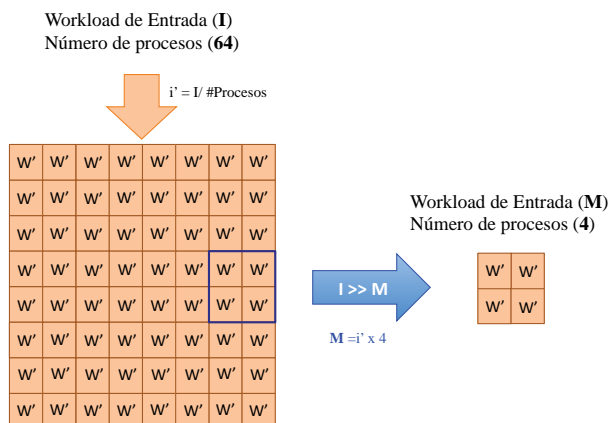 Workload de Entrada (I)
Número de procesos (64)
i' = I/ #Procesos
W' W' W' W' W' W' W' W'
W' W' W' W' W' W' W' W'
W' W' W' W' W' W' W' W'
W' W' W' W' W' W' W' W'
W' W' W' W' W' W' W' W'
W' W' W' W' W' W' W' W'
W' W' W' W' W' W' W' W'
W' W' W' W' W' W' W' W'
I >> M
M =i' x 4
Workload de Entrada (M)
Número de procesos (4)
W' W'
W' W'